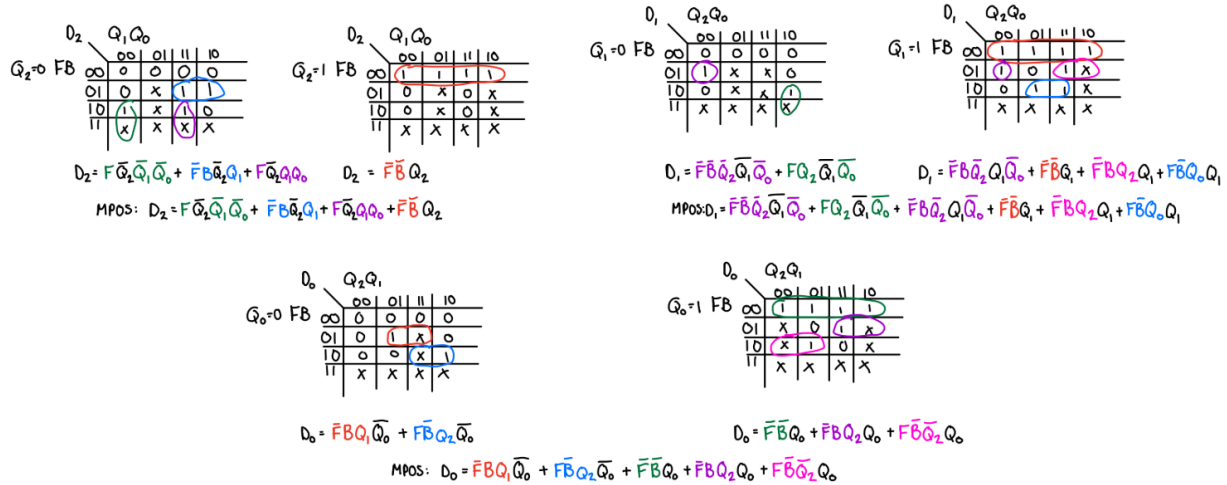 D₂ Q₁Q₀
00 01 11 10
Q₂=0 FB 00 0 0 0 0
01 0 X 1 1
10 1 X 1 0
11 X X X X
D₂ = FQ̄₂Q̄₁Q̄₀ + F̄BQ̄₂Q₁ + FQ̄₂Q₁Q₀
D₂ Q₁Q₀
00 01 11 10
Q₂=1 FB 00 1 1 1 1
01 0 X 0 X
10 0 X 0 X
11 X X X X
D₂ = F̄B̄Q₂
MPOS: D₂ = FQ̄₂Q̄₁Q̄₀ + F̄BQ̄₂Q₁ + FQ̄₂Q₁Q₀ + F̄B̄Q₂
D₁ Q₂Q₀
00 01 11 10
Q₁=0 FB 00 0 0 0 0
01 1 X X 0
10 0 X X 1
11 X X X X
D₁ = F̄B̄Q̄₂Q̄₁Q̄₀ + FQ₂Q̄₁Q̄₀
D₁ Q₂Q₀
00 01 11 10
Q₁=1 FB 00 1 1 1 1
01 1 0 1 X
10 0 1 1 X
11 X X X X
D₁ = F̄BQ̄₂Q₁Q̄₀ + F̄B̄Q₁ + F̄BQ₂Q₁ + FB̄Q₀Q₁
MPOS: D₁ = F̄B̄Q̄₂Q̄₁Q̄₀ + FQ₂Q̄₁Q̄₀ + F̄BQ̄₂Q₁Q̄₀ + F̄B̄Q₁ + F̄BQ₂Q₁ + FB̄Q₀Q₁
D₀ Q₂Q₁
00 01 11 10
Q₀=0 FB 00 0 0 0 0
01 0 1 X 0
10 0 0 X 1
11 X X X X
D₀ = F̄BQ₁Q̄₀ + FB̄Q₂Q̄₀
D₀ Q₂Q₁
00 01 11 10
Q₀=1 FB 00 1 1 1 1
01 X 0 1 X
10 X 1 0 X
11 X X X X
D₀ = F̄B̄Q₀ + F̄BQ₂Q₀ + FB̄Q̄₂Q₀
MPOS: D₀ = F̄BQ₁Q̄₀ + FB̄Q₂Q̄₀ + F̄B̄Q₀ + F̄BQ₂Q₀ + FB̄Q̄₂Q₀